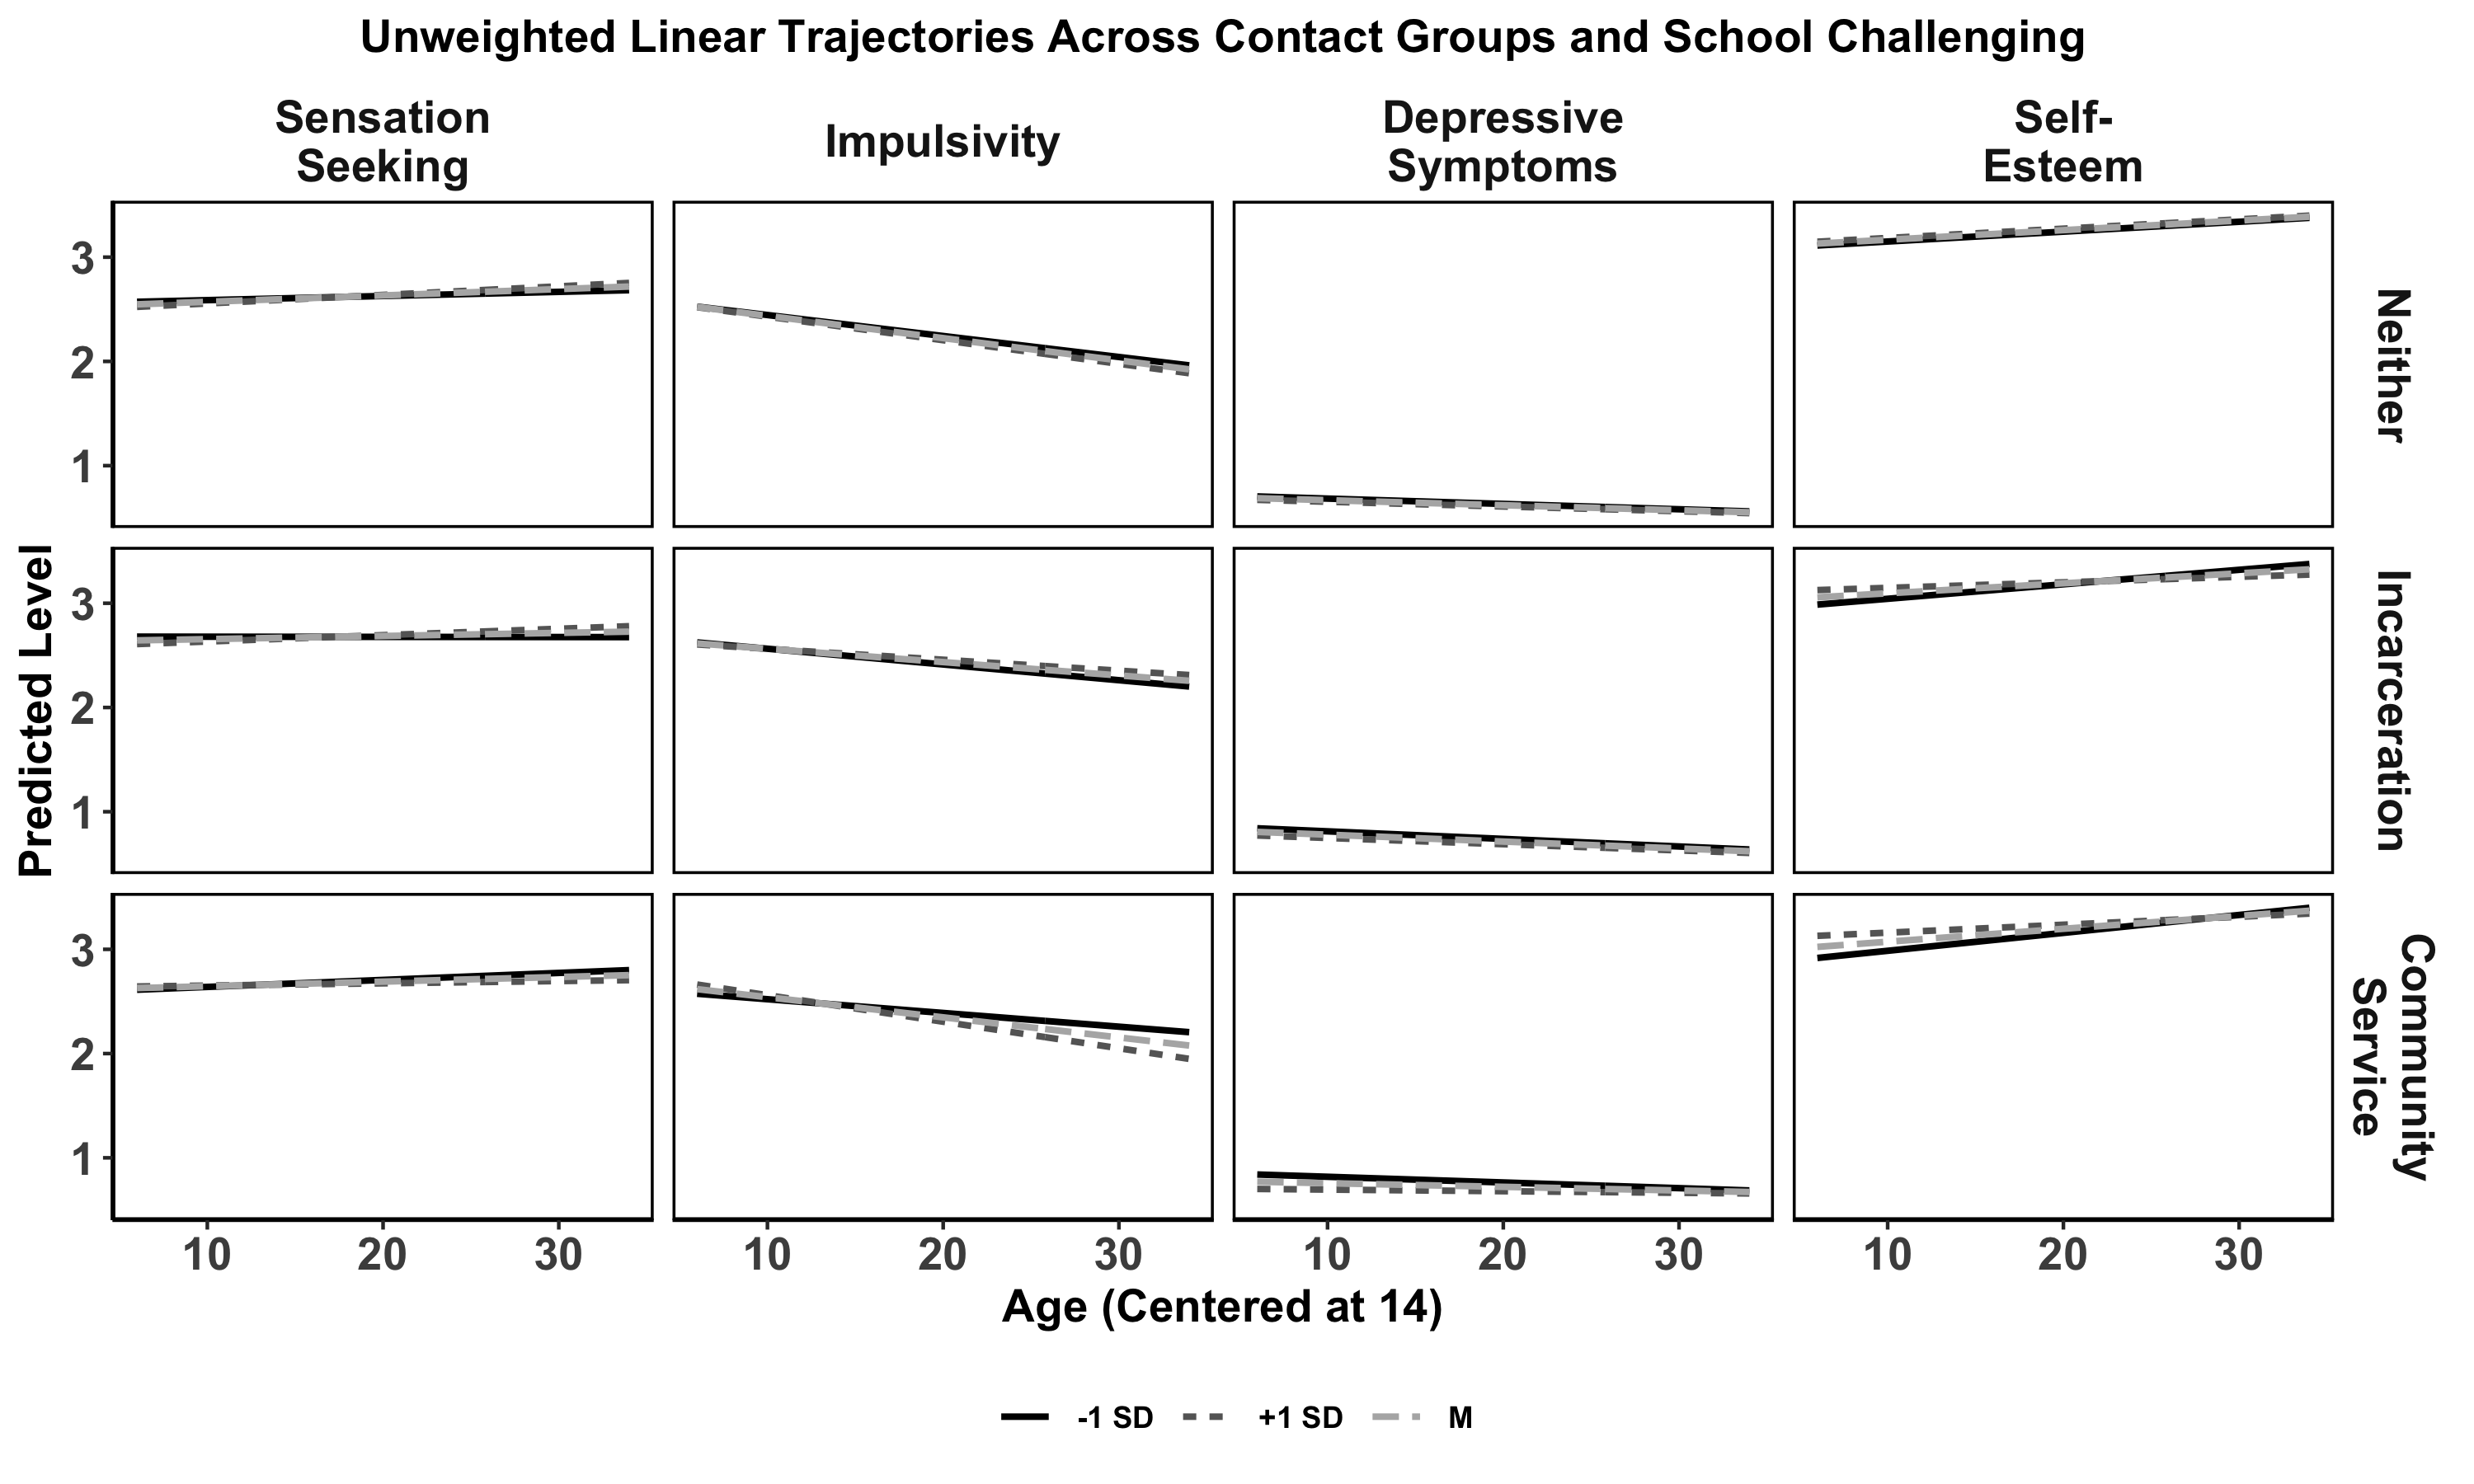 Unweighted Linear Trajectories Across Contact Groups and School Challenging
Sensation
Seeking
Impulsivity
Depressive
Symptoms
Self-
Esteem
Predicted Level
3
2
1
Neither
3
2
1
Incarceration
3
2
1
Community
Service
10
20
30
10
20
30
10
20
30
10
20
30
Age (Centered at 14)
-1 SD
+1 SD
M